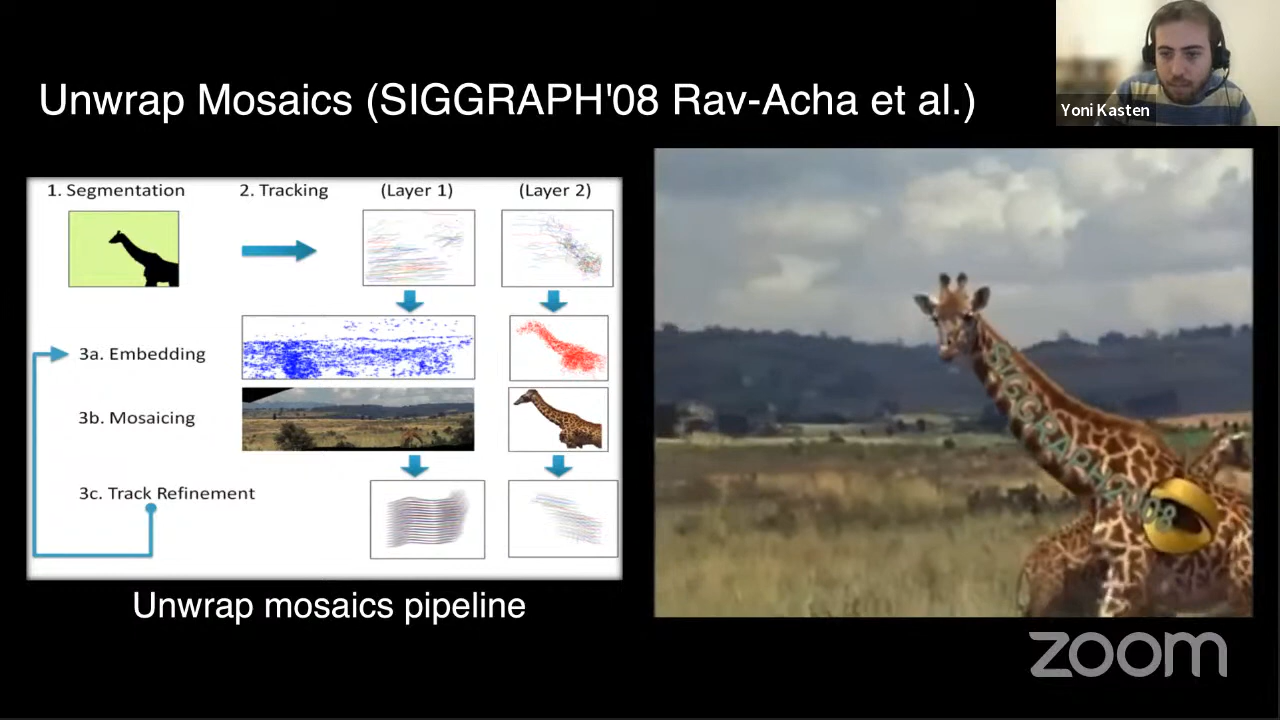 Unwrap Mosaics (SIGGRAPH'08 Rav-Acha et al.)
Yoni Kasten
1. Segmentation
2. Tracking
(Layer 1)
(Layer 2)
3a. Embedding
3b. Mosaicing
3c. Track Refinement
Unwrap mosaics pipeline
SIGGRAPH2008
zoom